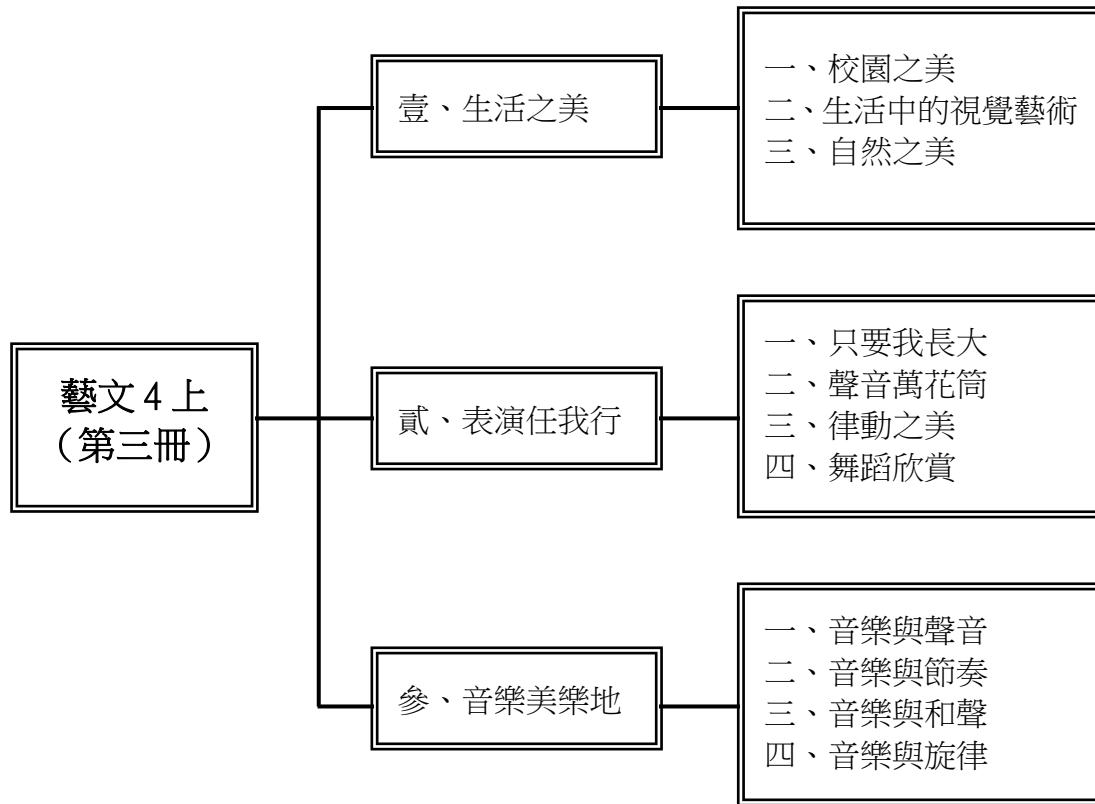 藝文4上
（第三冊）
壹、生活之美
一、校園之美
二、生活中的視覺藝術
三、自然之美
貳、表演任我行
一、只要我長大
二、聲音萬花筒
三、律動之美
四、舞蹈欣賞
參、音樂美樂地
一、音樂與聲音
二、音樂與節奏
三、音樂與和聲
四、音樂與旋律